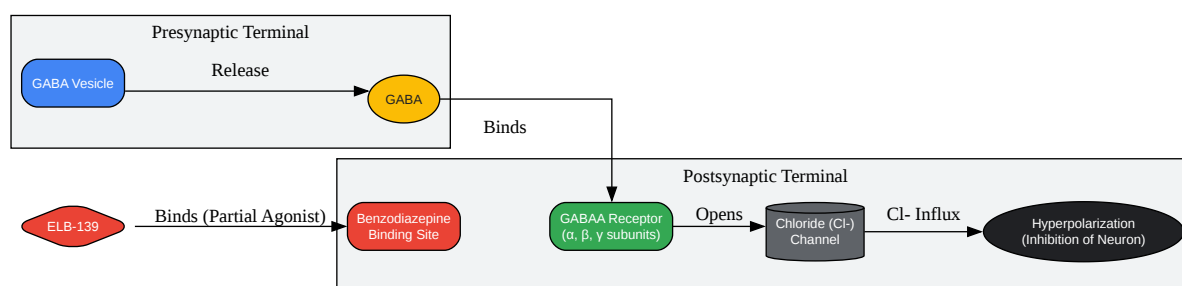 Presynaptic Terminal
GABA Vesicle
Release
GABA
Binds
Postsynaptic Terminal
ELB-139
Binds (Partial Agonist)
Benzodiazepine
Binding Site
GABAA Receptor
(α, β, γ subunits)
Opens
Chloride (Cl-)
Channel
Cl- Influx
Hyperpolarization
(Inhibition of Neuron)